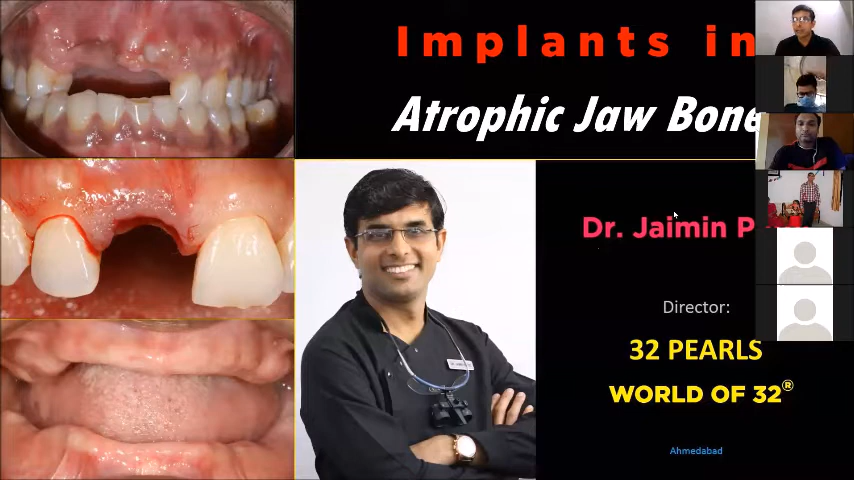 Implants in
Atrophic Jaw Bone
Dr. Jaimin P
Director:
32 PEARLS
WORLD OF 32®
Ahmedabad